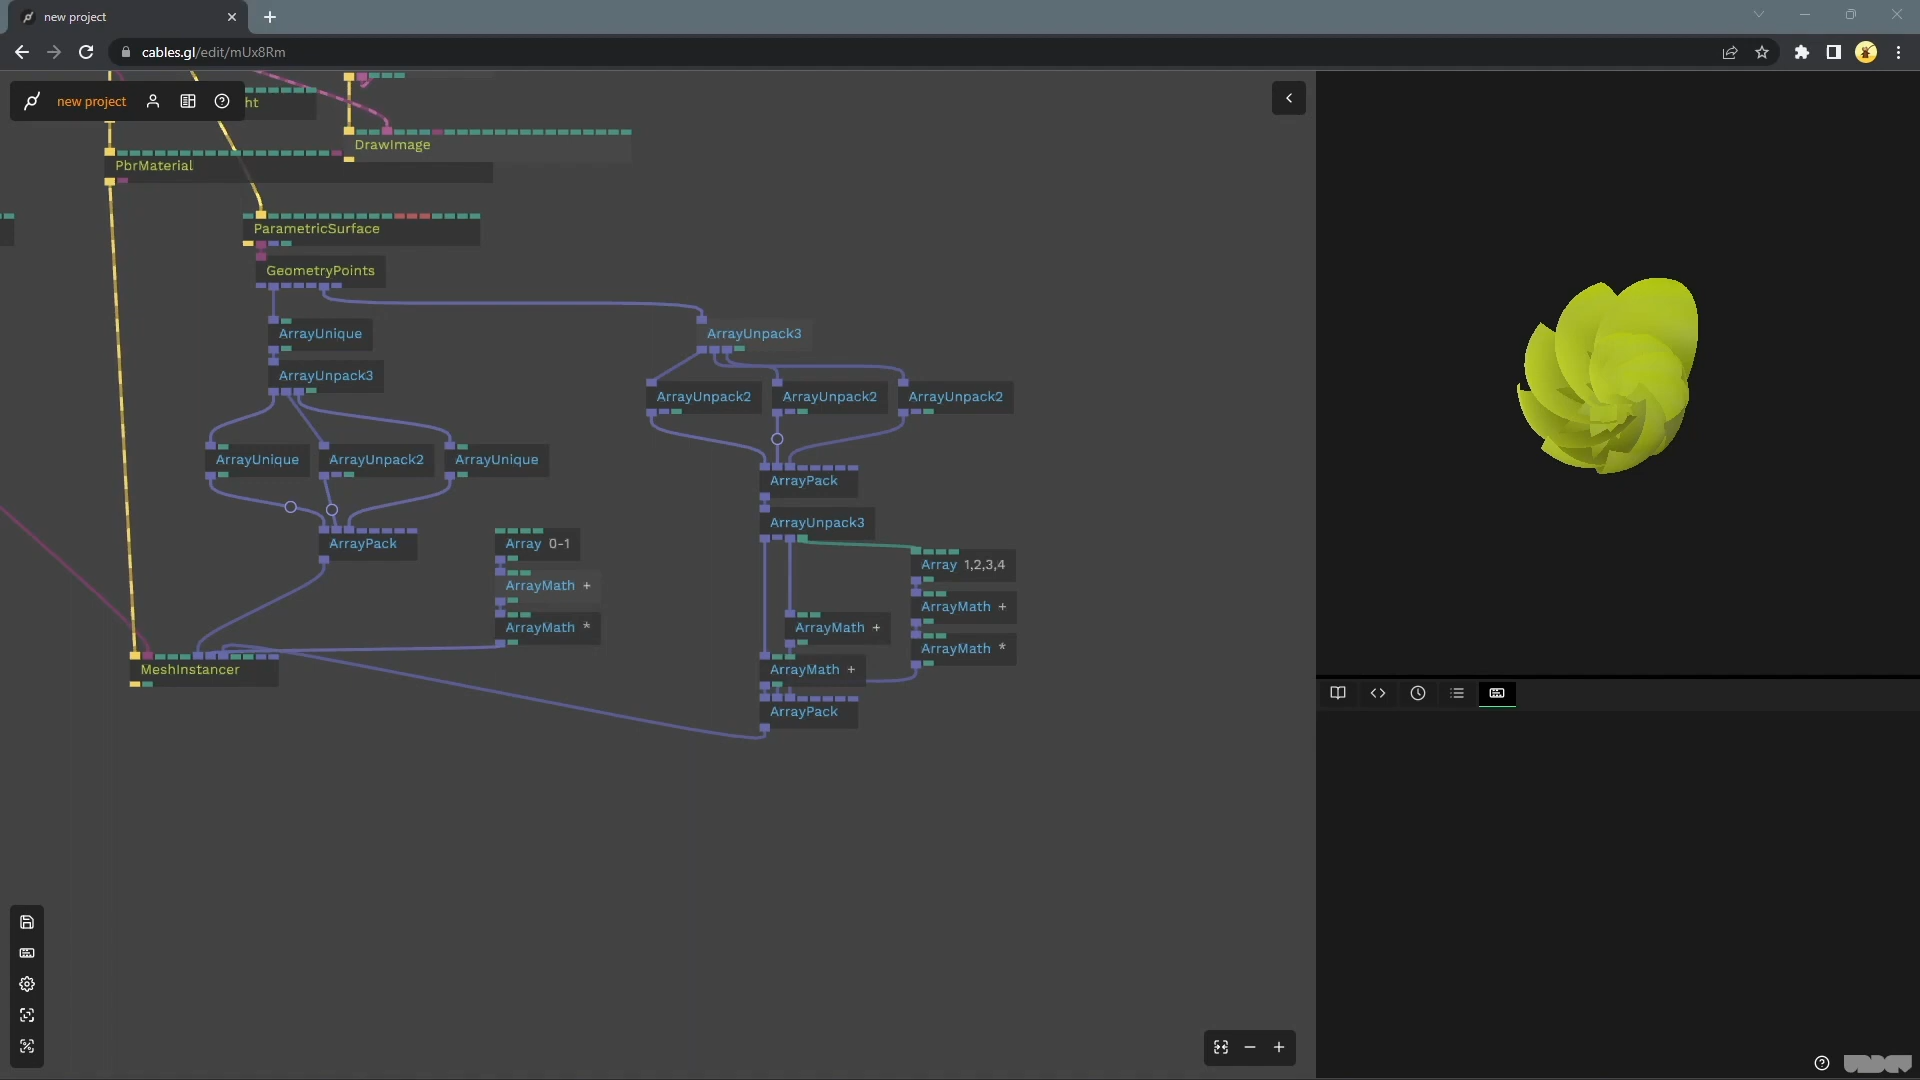 new project
cables.gl/edit/mUx8Rm
new project
ht
DrawImage
PbrMaterial
ParametricSurface
GeometryPoints
ArrayUnique
ArrayUnpack3
ArrayUnpack3
ArrayUnpack2
ArrayUnpack2
ArrayUnpack2
ArrayUnique
ArrayUnpack2
ArrayUnique
ArrayPack
ArrayUnpack3
ArrayPack
Array 0-1
Array 1,2,3,4
ArrayMath +
ArrayMath +
ArrayMath *
ArrayMath +
ArrayMath *
MeshInstancer
ArrayMath +
ArrayPack